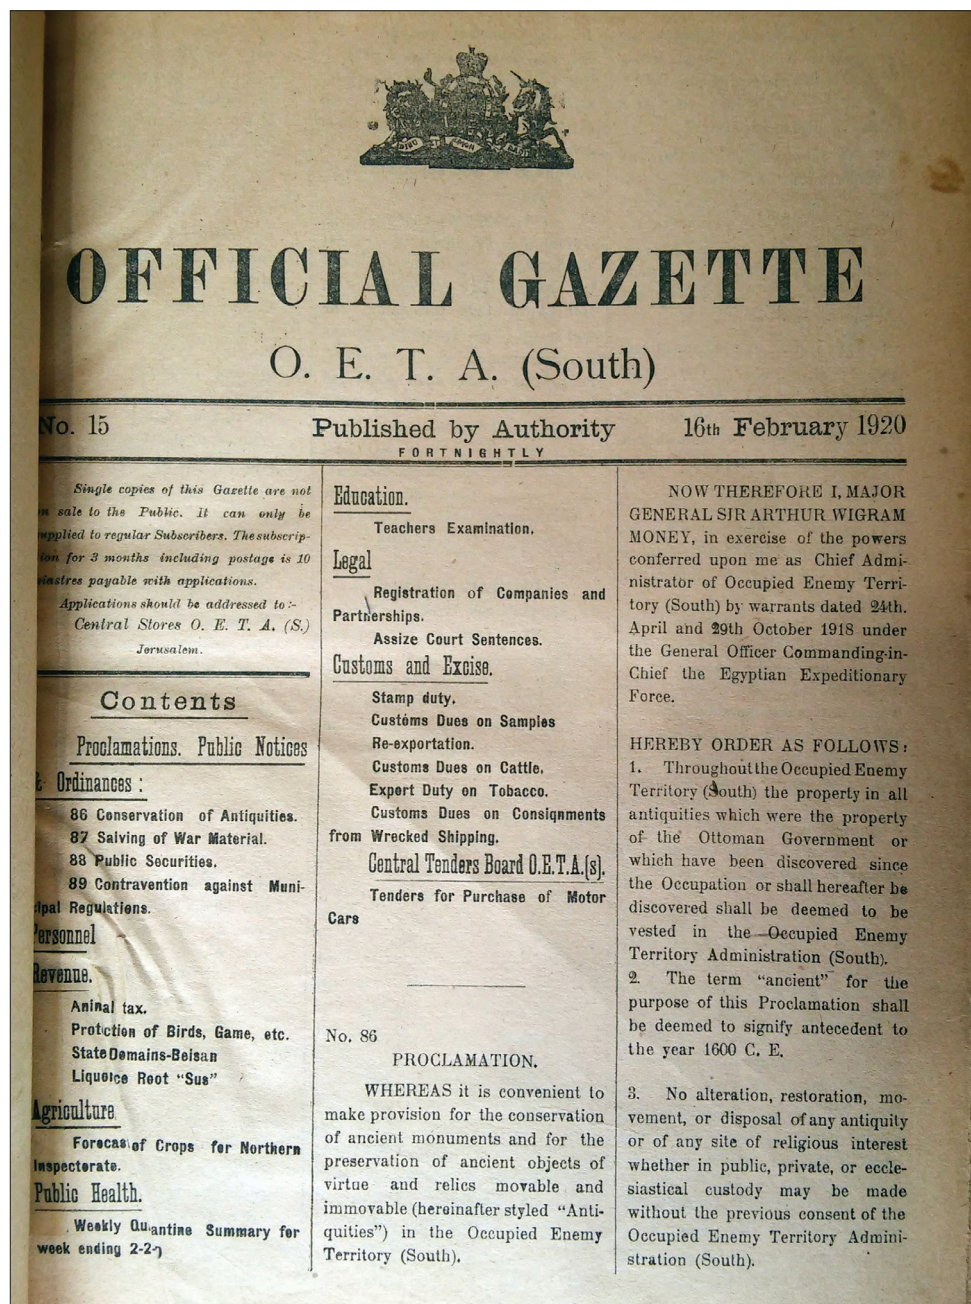 OFFICIAL GAZETTE
O. E. T. A. (South)
No. 15
Published by Authority
16th February 1920
FORTNIGHTLY
Single copies of this Gazette are not
sale to the Public. It can only be
supplied to regular Subscribers. The subscrip-
tion for 3 months including postage is 10
piastres payable with applications.
Applications should be addressed to :-
Central Stores O. E. T. A. (S.)
Jerusalem.
Contents
Proclamations. Public Notices
& Ordinances :
86 Conservation of Antiquities.
87 Salving of War Material.
88 Public Securities.
89 Contravention against Muni-
cipal Regulations.
Personnel
Revenue.
Aninal tax.
Protction of Birds, Game, etc.
State Domains-Beisan
Liquoice Root "Sus"
Agriculture
Forecas of Crops for Northern
Inspectorate.
Public Health.
Weekly Quantine Summary for
week ending 2-2-
Education.
Teachers Examination.
Legal
Registration of Companies and
Partnerships.
Assize Court Sentences.
Customs and Excise.
Stamp duty.
Customs Dues on Samples
Re-exportation.
Customs Dues on Cattle.
Export Duty on Tobacco.
Customs Dues on Consignments
from Wrecked Shipping.
Central Tenders Board O.E.T.A.(s).
Tenders for Purchase of Motor
Cars
No. 86
PROCLAMATION.
WHEREAS it is convenient to
make provision for the conservation
of ancient monuments and for the
preservation of ancient objects of
virtue and relics movable and
immovable (hereinafter styled "Anti-
quities") in the Occupied Enemy
Territory (South).
NOW THEREFORE I, MAJOR
GENERAL SIR ARTHUR WIGRAM
MONEY, in exercise of the powers
conferred upon me as Chief Admi-
nistrator of Occupied Enemy Terri-
tory (South) by warrants dated 24th.
April and 29th October 1918 under
the General Officer Commanding-in-
Chief the Egyptian Expeditionary
Force.
HEREBY ORDER AS FOLLOWS :
1. Throughout the Occupied Enemy
Territory (South) the property in all
antiquities which were the property
of the Ottoman Government or
which have been discovered since
the Occupation or shall hereafter be
discovered shall be deemed to be
vested in the Occupied Enemy
Territory Administration (South).
2. The term "ancient" for the
purpose of this Proclamation shall
be deemed to signify antecedent to
the year 1600 C. E.
3. No alteration, restoration, mo-
vement, or disposal of any antiquity
or of any site of religious interest
whether in public, private, or eccle-
siastical custody may be made
without the previous consent of the
Occupied Enemy Territory Admini-
stration (South).